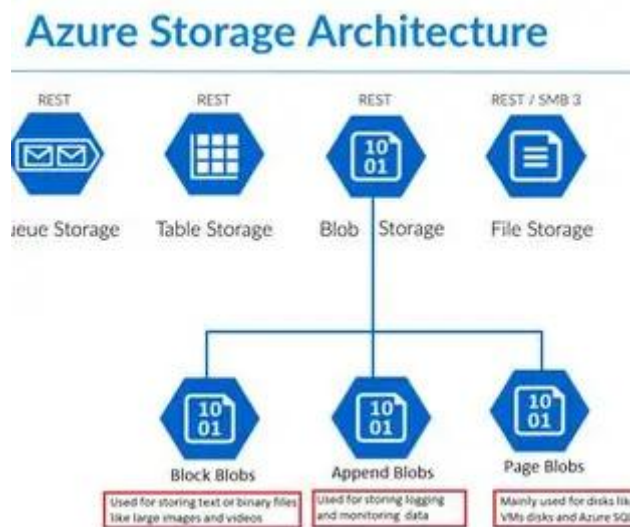 Azure Storage Architecture
REST
REST
REST
REST / SMB 3
10
01
ueue Storage
Table Storage
Blob Storage
File Storage
10
01
10
01
10
01
Block Blobs
Append Blobs
Page Blobs
Used for storing text or binary files
like large images and videos
Used for storing logging
and monitoring data
Mainly used for disks lik
VMs disks and Azure SQL